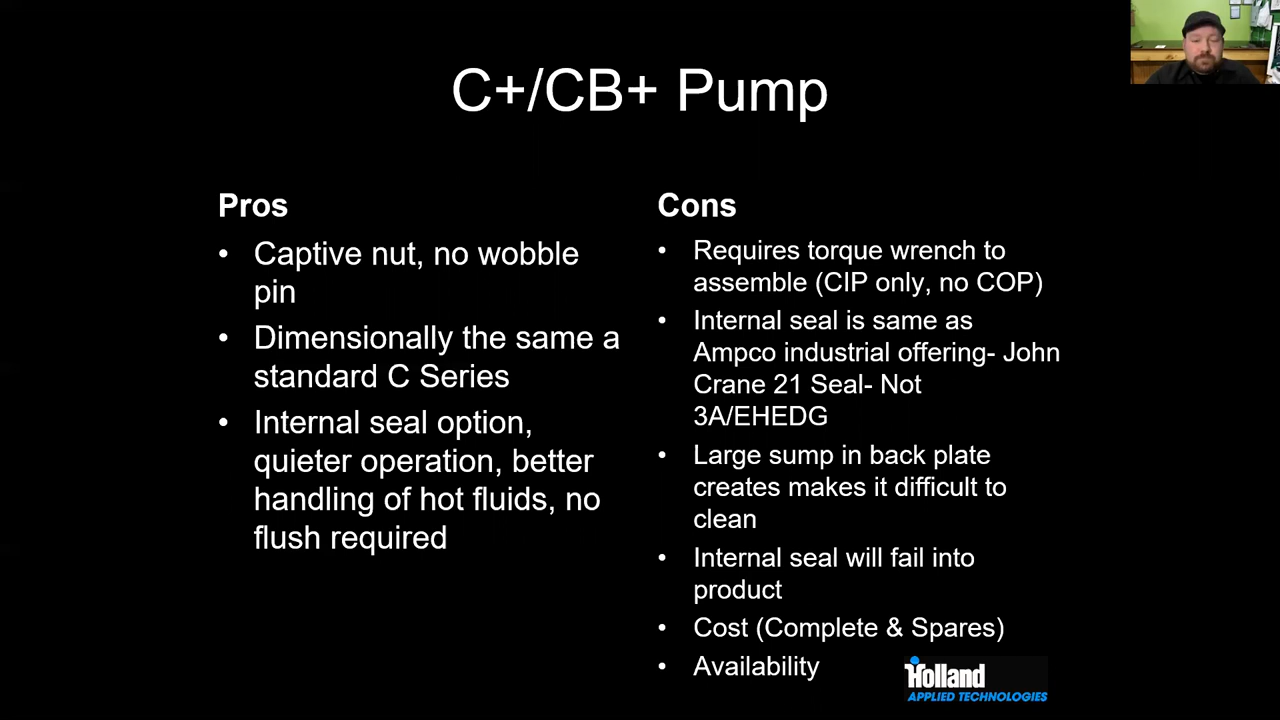 C+/CB+ Pump
Pros
• Captive nut, no wobble
pin
• Dimensionally the same a
standard C Series
• Internal seal option,
quieter operation, better
handling of hot fluids, no
flush required
Cons
• Requires torque wrench to
assemble (CIP only, no COP)
• Internal seal is same as
Ampco industrial offering- John
Crane 21 Seal- Not
3A/EHEDG
• Large sump in back plate
creates makes it difficult to
clean
• Internal seal will fail into
product
• Cost (Complete & Spares)
• Availability
Holland
APPLIED TECHNOLOGIES